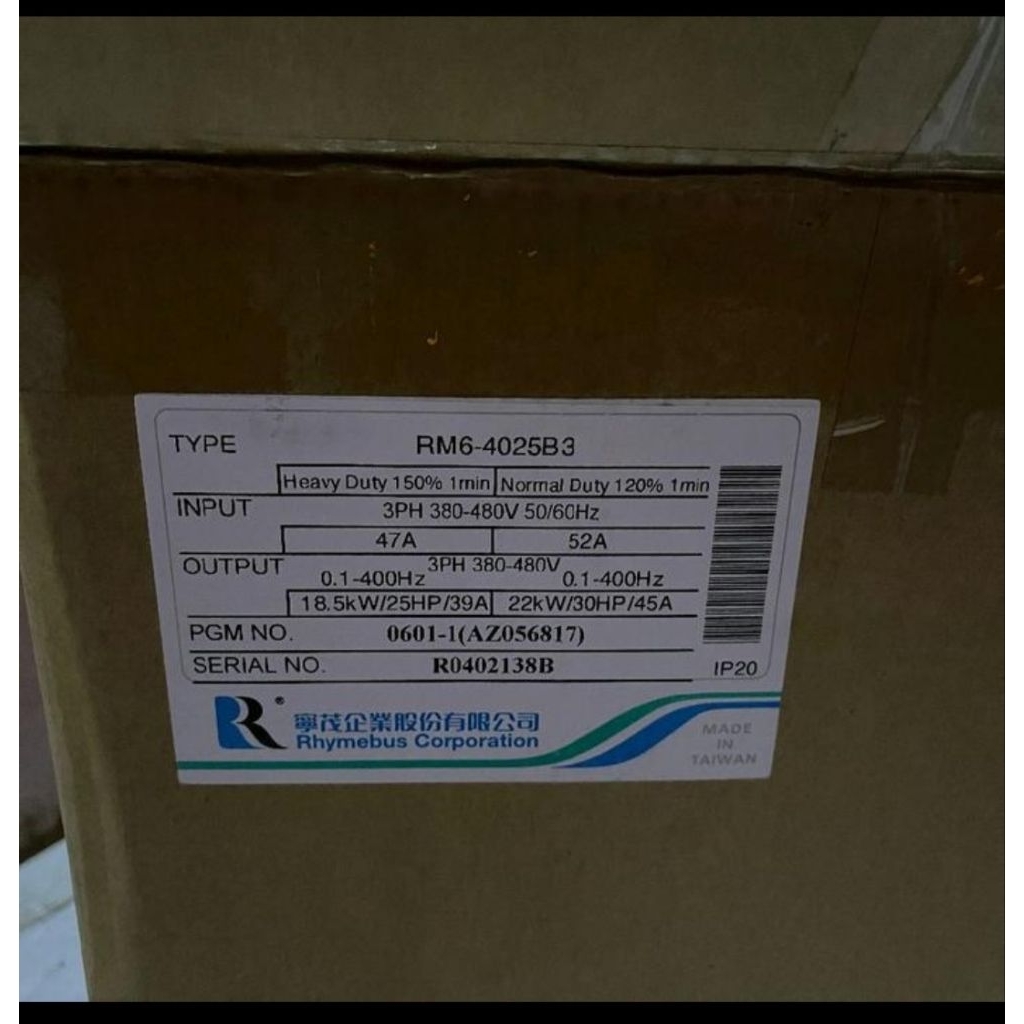 TYPE RM6-4025B3
Heavy Duty 150% 1min Normal Duty 120% 1min
INPUT 3PH 380-480V 50/60Hz
47A 52A
OUTPUT 3PH 380-480V
0.1-400Hz 0.1-400Hz
18.5kW/25HP/39A 22kW/30HP/45A
PGM NO. 0601-1(AZ056817)
SERIAL NO. R0402138B
IP20
R®
寧茂企業股份有限公司
Rhymebus Corporation
MADE
IN
TAIWAN